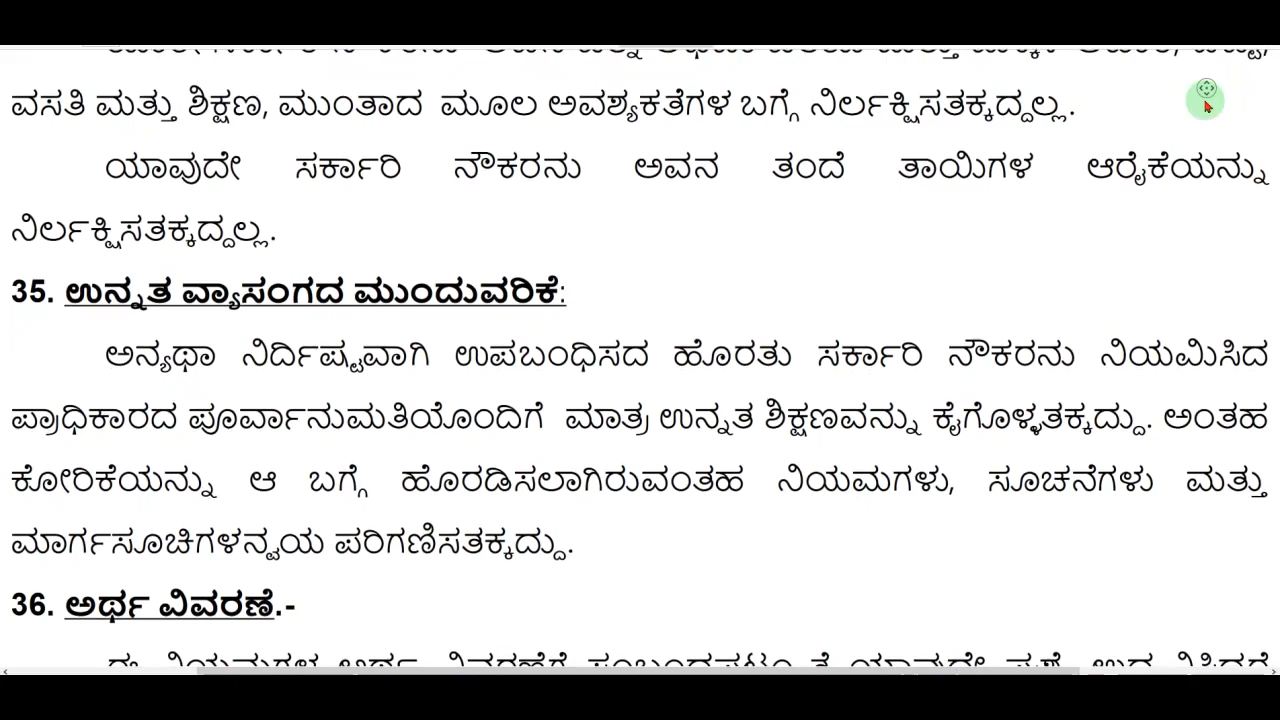 ವಸತಿ ಮತ್ತು ಶಿಕ್ಷಣ, ಮುಂತಾದ ಮೂಲ ಅವಶ್ಯಕತೆಗಳ ಬಗ್ಗೆ ನಿರ್ಲಕ್ಷಿಸತಕ್ಕದ್ದಲ್ಲ.
ಯಾವುದೇ ಸರ್ಕಾರಿ ನೌಕರನು ಅವನ ತಂದೆ ತಾಯಿಗಳ ಆರೈಕೆಯನ್ನು
ನಿರ್ಲಕ್ಷಿಸತಕ್ಕದ್ದಲ್ಲ.
35. ಉನ್ನತ ವ್ಯಾಸಂಗದ ಮುಂದುವರಿಕೆ:
ಅನ್ಯಥಾ ನಿರ್ದಿಷ್ಟವಾಗಿ ಉಪಬಂಧಿಸದ ಹೊರತು ಸರ್ಕಾರಿ ನೌಕರನು ನಿಯಮಿಸಿದ
ಪ್ರಾಧಿಕಾರದ ಪೂರ್ವಾನುಮತಿಯೊಂದಿಗೆ ಮಾತ್ರ ಉನ್ನತ ಶಿಕ್ಷಣವನ್ನು ಕೈಗೊಳ್ಳತಕ್ಕದ್ದು. ಅಂತಹ
ಕೋರಿಕೆಯನ್ನು ಆ ಬಗ್ಗೆ ಹೊರಡಿಸಲಾಗಿರುವಂತಹ ನಿಯಮಗಳು, ಸೂಚನೆಗಳು ಮತ್ತು
ಮಾರ್ಗಸೂಚಿಗಳನ್ವಯ ಪರಿಗಣಿಸತಕ್ಕದ್ದು.
36. ಅರ್ಥ ವಿವರಣೆ.-